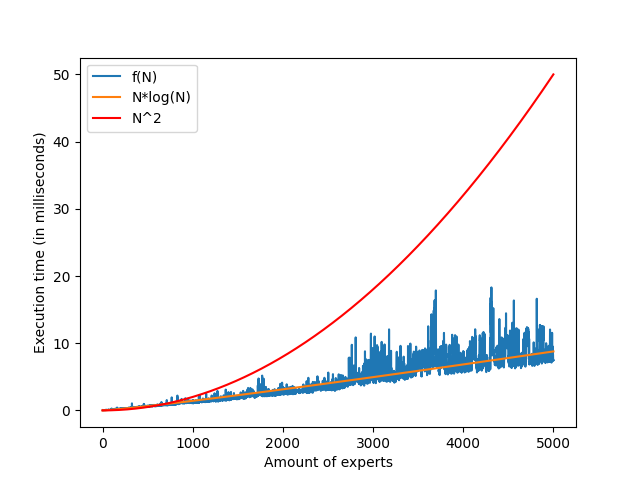 f(N)
N*log(N)
N^2
50
40
30
20
10
0
Execution time (in milliseconds)
0 1000 2000 3000 4000 5000
Amount of experts